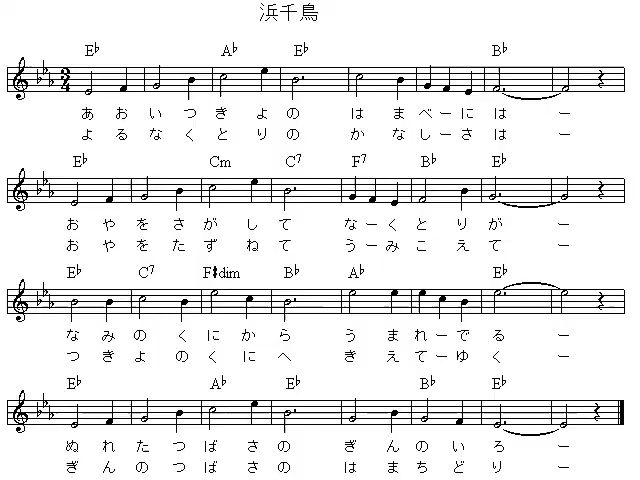 浜千鳥
E♭ A♭ E♭ B♭
3
4
あ お い つ き よ の は ま べ ー に は ー
よ る な く と り の か な し ー さ は ー
E♭ Cm C7 F7 B♭ E♭
お や を さ が し て な ー く と り が ー
お や を た ず ね て う ー み こ え て ー
E♭ C7 F#dim B♭ A♭ E♭
な み の く に か ら う ま れ ー で る ー
つ き よ の く に へ き え て ー ゆ く ー
E♭ A♭ E♭ B♭ E♭
ぬ れ た つ ば さ の ぎ ん の い ろ ー
ぎ ん の つ ば さ の は ま ち ど り ー